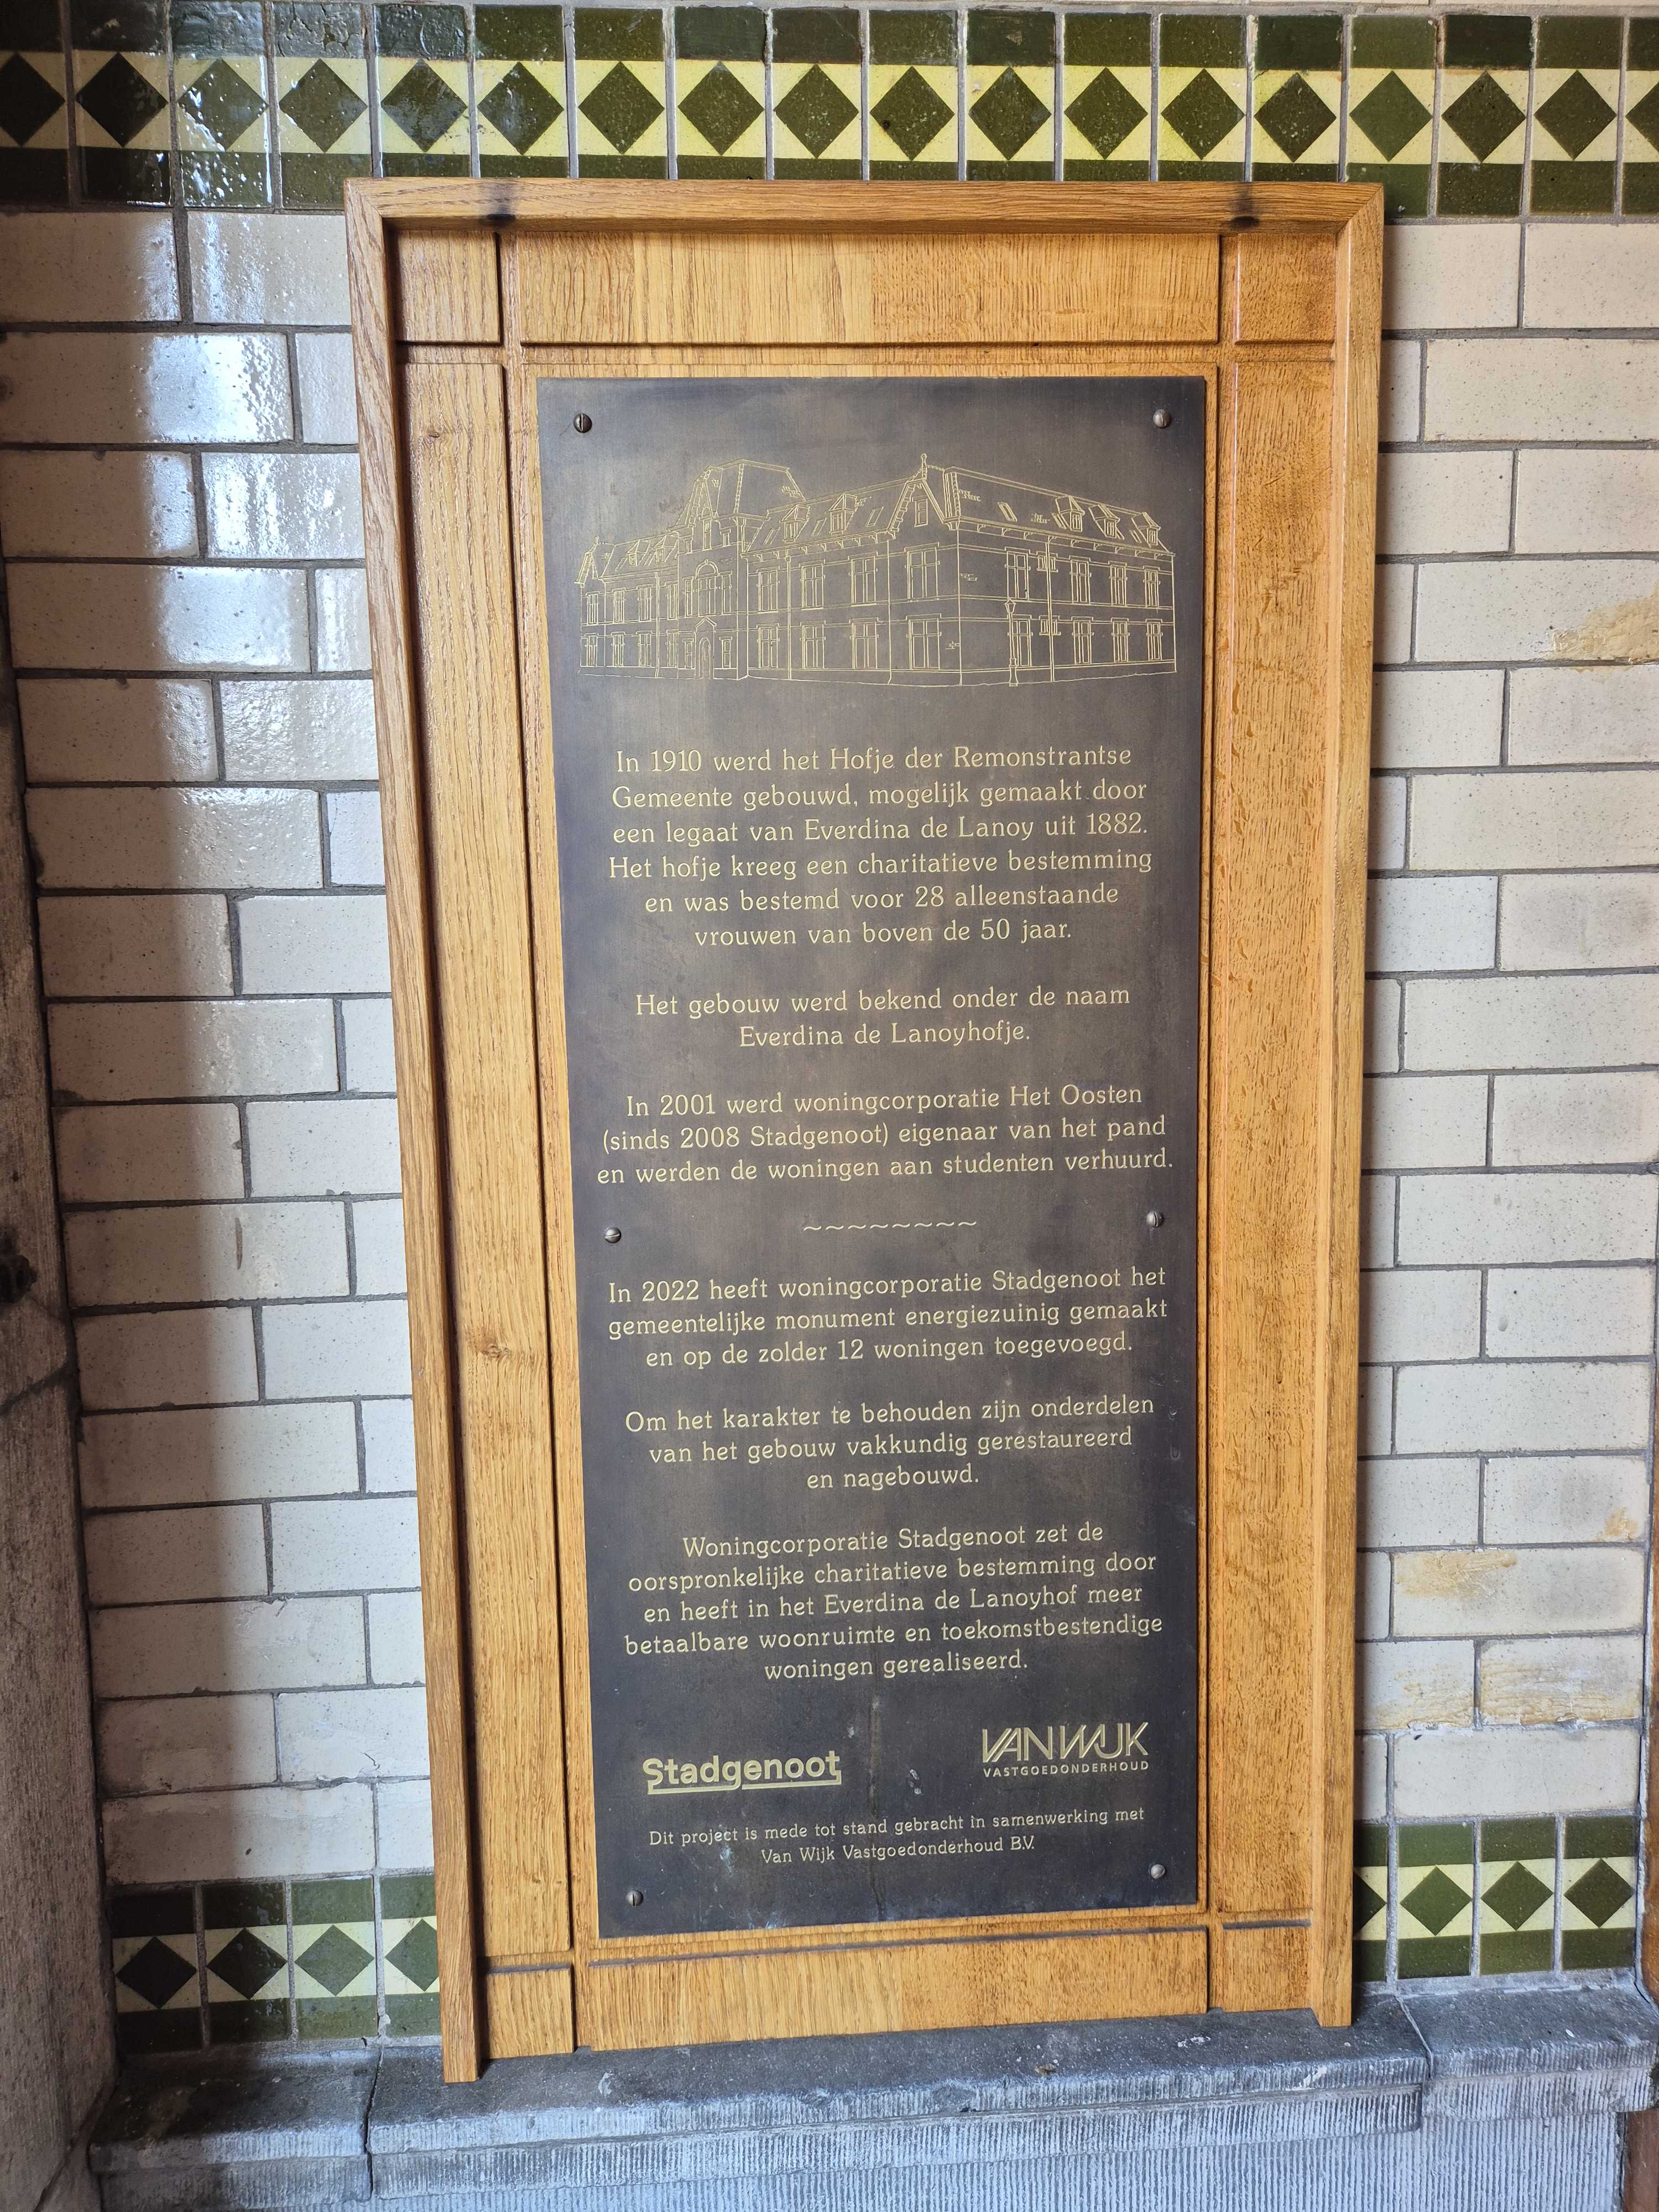 In 1910 werd het Hofje der Remonstrantse
Gemeente gebouwd, mogelijk gemaakt door
een legaat van Everdina de Lanoy uit 1882.
Het hofje kreeg een charitatieve bestemming
en was bestemd voor 28 alleenstaande
vrouwen van boven de 50 jaar.
Het gebouw werd bekend onder de naam
Everdina de Lanoyhofje.
In 2001 werd woningcorporatie Het Oosten
(sinds 2008 Stadgenoot) eigenaar van het pand
en werden de woningen aan studenten verhuurd.
~~~~~~~~
In 2022 heeft woningcorporatie Stadgenoot het
gemeentelijke monument energiezuinig gemaakt
en op de zolder 12 woningen toegevoegd.
Om het karakter te behouden zijn onderdelen
van het gebouw vakkundig gerestaureerd
en nagebouwd.
Woningcorporatie Stadgenoot zet de
oorspronkelijke charitatieve bestemming door
en heeft in het Everdina de Lanoyhof meer
betaalbare woonruimte en toekomstbestendige
woningen gerealiseerd.
Stadgenoot
VAN WIJK
VASTGOEDONDERHOUD
Dit project is mede tot stand gebracht in samenwerking met
Van Wijk Vastgoedonderhoud B.V.